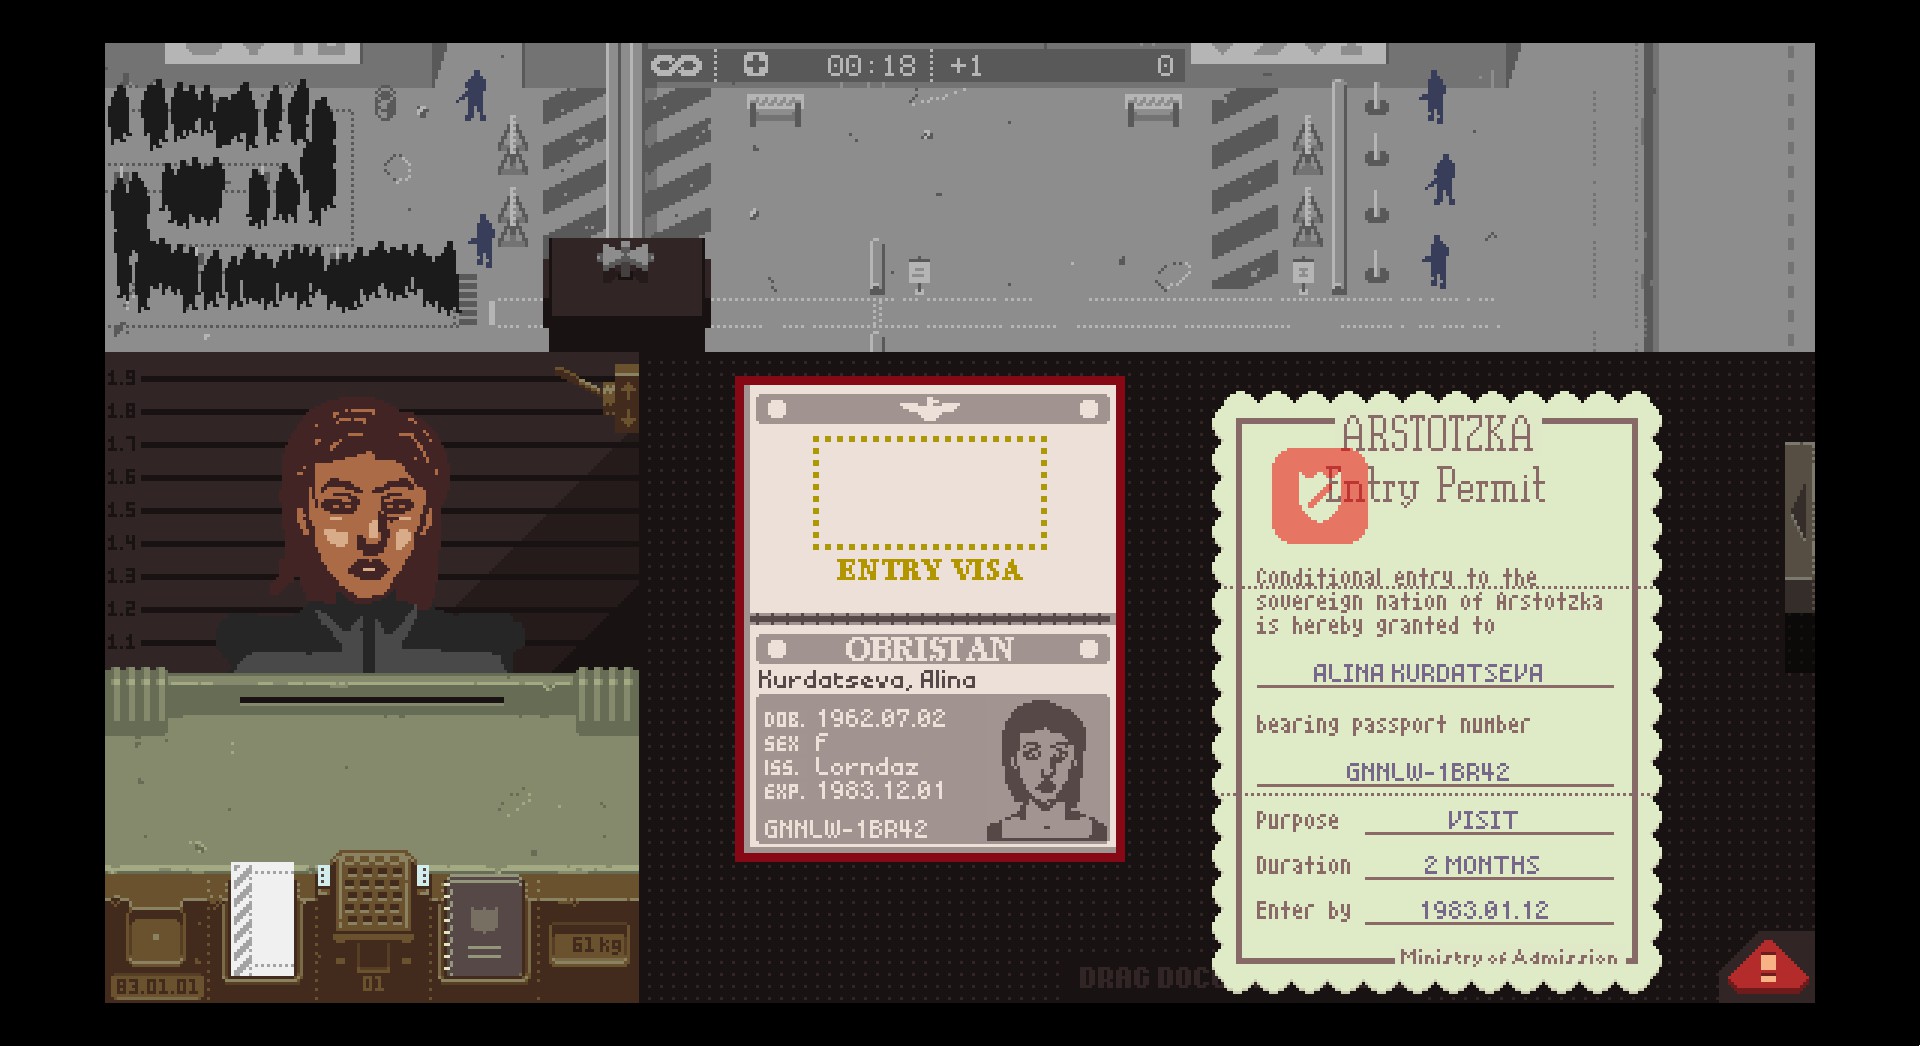 00:18 +1 0
1.9
1.8
1.7
1.6
1.5
1.4
1.3
1.2
1.1
ENTRY VISA
OBRISTAN
Kurdatseva, Alina
DOB. 1962.07.02
SEX F
ISS. Lorndaz
EXP. 1983.12.01
GNNLW-1BR42
ARSTOTZKA
Entry Permit
Conditional entry to the
sovereign nation of Arstotzka
is hereby granted to
ALINA KURDATSEVA
bearing passport number
GNNLW-1BR42
Purpose VISIT
Duration 2 MONTHS
Enter by 1983.01.12
Ministry of Admission
61 kg
83.01.01
01
DRAG DOC